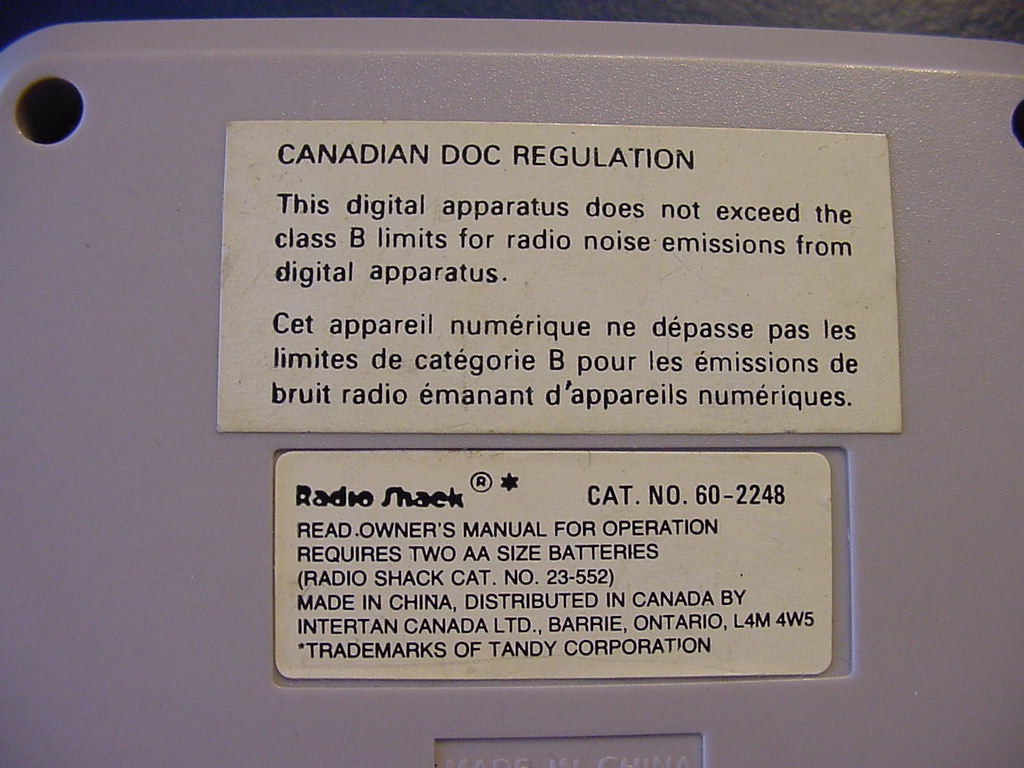 CANADIAN DOC REGULATION
This digital apparatus does not exceed the
class B limits for radio noise emissions from
digital apparatus.
Cet appareil numérique ne dépasse pas les
limites de catégorie B pour les émissions de
bruit radio émanant d'appareils numériques.
Radio Shack ®* CAT. NO. 60-2248
READ OWNER'S MANUAL FOR OPERATION
REQUIRES TWO AA SIZE BATTERIES
(RADIO SHACK CAT. NO. 23-552)
MADE IN CHINA, DISTRIBUTED IN CANADA BY
INTERTAN CANADA LTD., BARRIE, ONTARIO, L4M 4W5
*TRADEMARKS OF TANDY CORPORATION
MADE IN CHINA